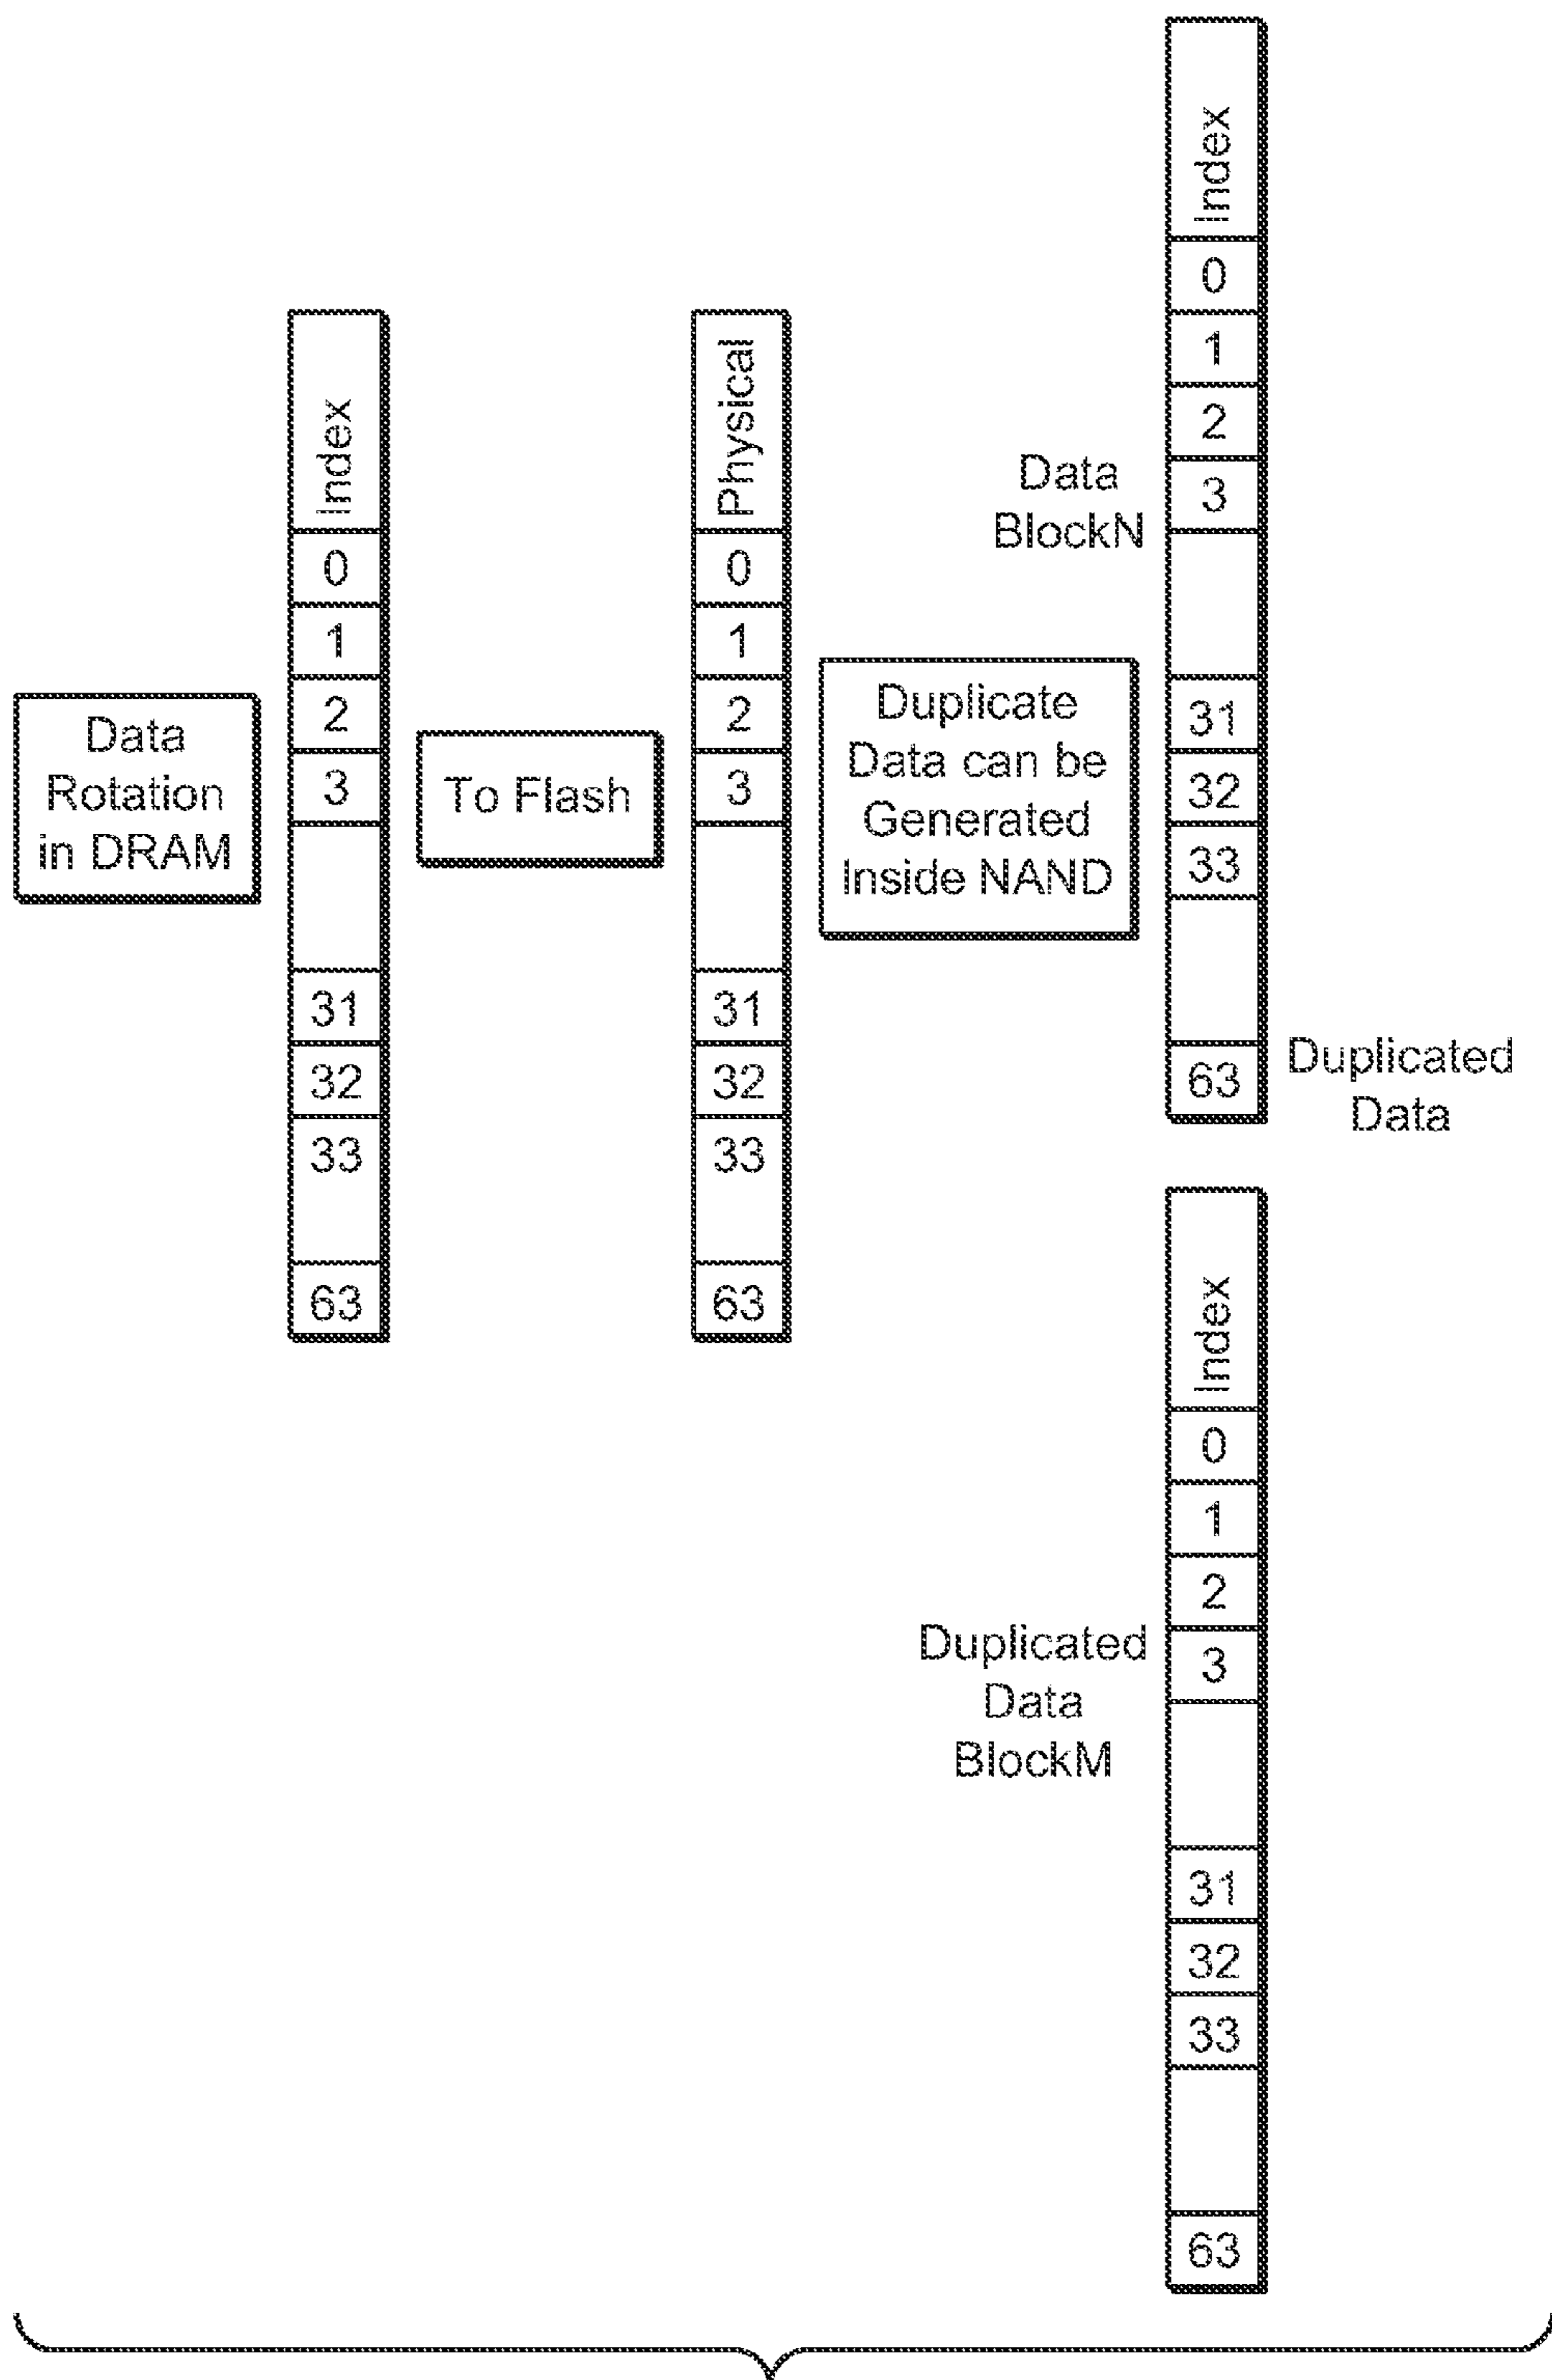 Data
Rotation
in DRAM
Index
0
1
2
3
31
32
33
63
To Flash
Physical
0
1
2
3
31
32
33
63
Duplicate
Data can be
Generated
Inside NAND
Data
BlockN
Index
0
1
2
3
31
32
33
63
Duplicated
Data
Duplicated
Data
BlockM
Index
0
1
2
3
31
32
33
63